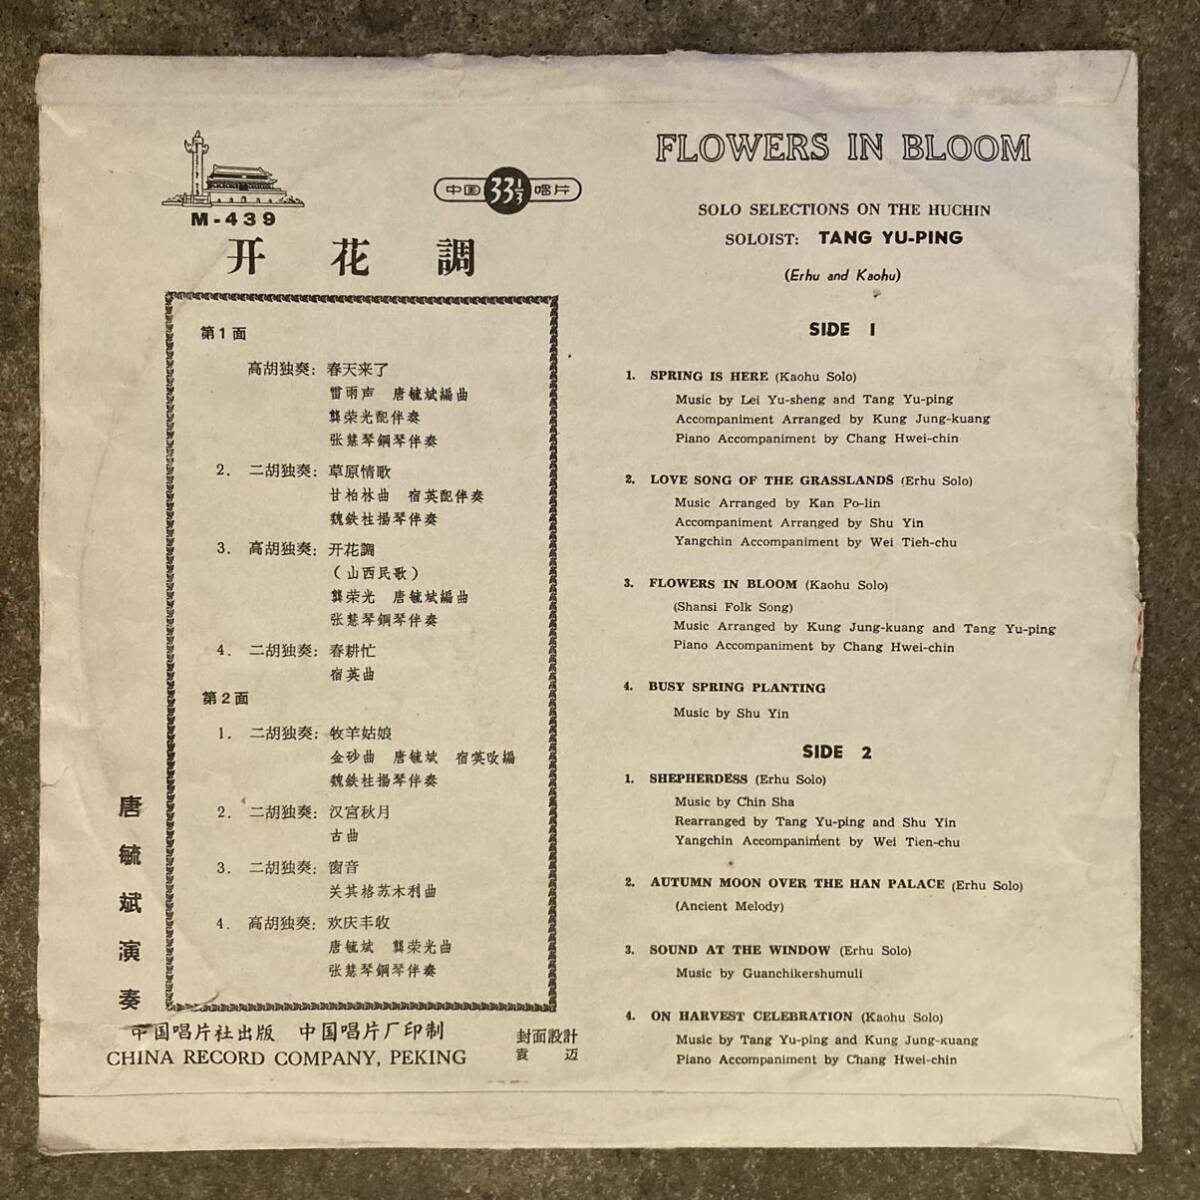 M-439
中国 33⅓ 唱片
开花調
第1面
高胡独奏: 春天来了
雷雨声 唐毓斌編曲
龔荣光配伴奏
张慧琴鋼琴伴奏
2. 二胡独奏: 草原情歌
甘柏林曲 宿英配伴奏
魏鉄柱揚琴伴奏
3. 高胡独奏: 开花調
(山西民歌)
龔荣光 唐毓斌編曲
张慧琴鋼琴伴奏
4. 二胡独奏: 春耕忙
宿英曲
第2面
1. 二胡独奏: 牧羊姑娘
金砂曲 唐毓斌 宿英改編
魏鉄柱揚琴伴奏
2. 二胡独奏: 汉宮秋月
古曲
3. 二胡独奏: 窗音
关其格苏木利曲
4. 高胡独奏: 欢庆丰收
唐毓斌 龔荣光曲
张慧琴鋼琴伴奏
唐毓斌演奏
中国唱片社出版 中国唱片厂印制
CHINA RECORD COMPANY, PEKING
封面設計
袁迈
FLOWERS IN BLOOM
SOLO SELECTIONS ON THE HUCHIN
SOLOIST: TANG YU-PING
(Erhu and Kaohu)
SIDE 1
1. SPRING IS HERE (Kaohu Solo)
Music by Lei Yu-sheng and Tang Yu-ping
Accompaniment Arranged by Kung Jung-kuang
Piano Accompaniment by Chang Hwei-chin
2. LOVE SONG OF THE GRASSLANDS (Erhu Solo)
Music Arranged by Kan Po-lin
Accompaniment Arranged by Shu Yin
Yangchin Accompaniment by Wei Tieh-chu
3. FLOWERS IN BLOOM (Kaohu Solo)
(Shansi Folk Song)
Music Arranged by Kung Jung-kuang and Tang Yu-ping
Piano Accompaniment by Chang Hwei-chin
4. BUSY SPRING PLANTING
Music by Shu Yin
SIDE 2
1. SHEPHERDESS (Erhu Solo)
Music by Chin Sha
Rearranged by Tang Yu-ping and Shu Yin
Yangchin Accompaniment by Wei Tien-chu
2. AUTUMN MOON OVER THE HAN PALACE (Erhu Solo)
(Ancient Melody)
3. SOUND AT THE WINDOW (Erhu Solo)
Music by Guanchikershumuli
4. ON HARVEST CELEBRATION (Kaohu Solo)
Music by Tang Yu-ping and Kung Jung-kuang
Piano Accompaniment by Chang Hwei-chin